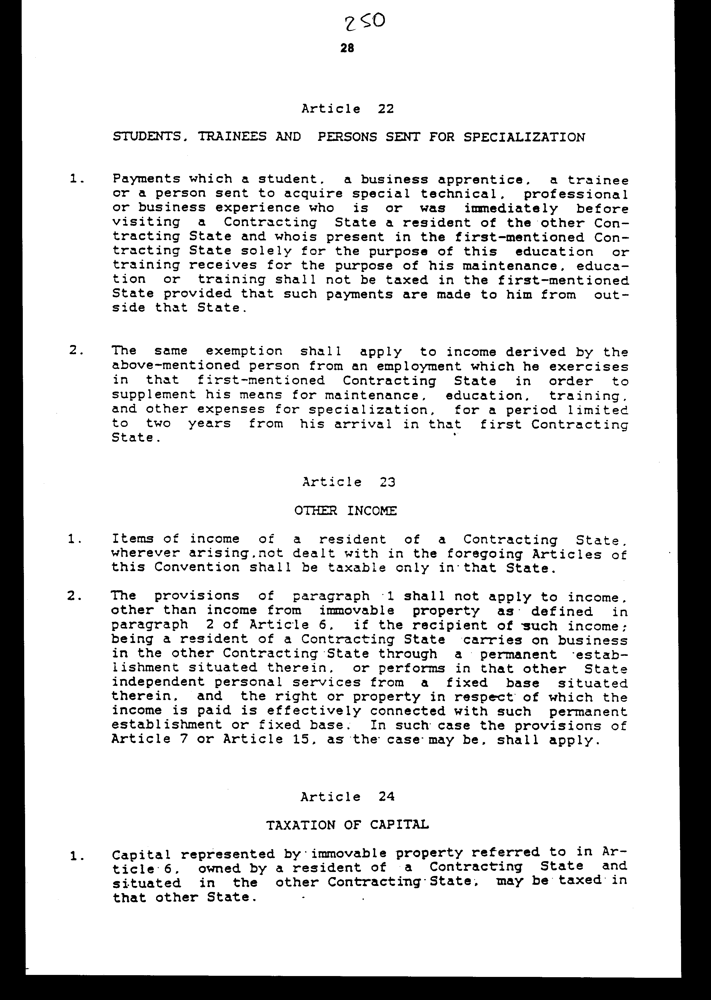 250
28
Article 22
STUDENTS, TRAINEES AND PERSONS SENT FOR SPECIALIZATION
1. Payments which a student, a business apprentice, a trainee
or a person sent to acquire special technical, professional
or business experience who is or was immediately before
visiting a Contracting State a resident of the other Con-
tracting State and whois present in the first-mentioned Con-
tracting State solely for the purpose of this education or
training receives for the purpose of his maintenance, educa-
tion or training shall not be taxed in the first-mentioned
State provided that such payments are made to him from out-
side that State.
2. The same exemption shall apply to income derived by the
above-mentioned person from an employment which he exercises
in that first-mentioned Contracting State in order to
supplement his means for maintenance, education, training,
and other expenses for specialization, for a period limited
to two years from his arrival in that first Contracting
State.
Article 23
OTHER INCOME
1. Items of income of a resident of a Contracting State,
wherever arising,not dealt with in the foregoing Articles of
this Convention shall be taxable only in that State.
2. The provisions of paragraph 1 shall not apply to income,
other than income from immovable property as defined in
paragraph 2 of Article 6, if the recipient of such income;
being a resident of a Contracting State carries on business
in the other Contracting State through a permanent estab-
lishment situated therein, or performs in that other State
independent personal services from a fixed base situated
therein, and the right or property in respect of which the
income is paid is effectively connected with such permanent
establishment or fixed base. In such case the provisions of
Article 7 or Article 15, as the case may be, shall apply.
Article 24
TAXATION OF CAPITAL
1. Capital represented by immovable property referred to in Ar-
ticle 6, owned by a resident of a Contracting State and
situated in the other Contracting State, may be taxed in
that other State.